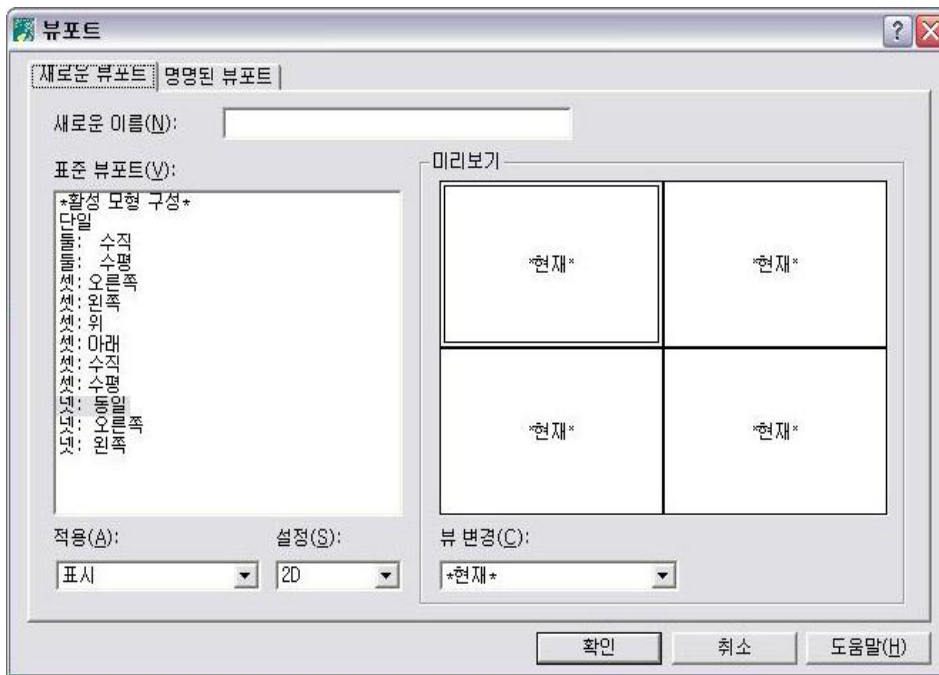 뷰포트
새로운 뷰포트 명명된 뷰포트
새로운 이름(N):
표준 뷰포트(V):
*활성 모형 구성*
단일
둘: 수직
둘: 수평
셋: 오른쪽
셋: 왼쪽
셋: 위
셋: 아래
셋: 수직
셋: 수평
넷: 동일
넷: 오른쪽
넷: 왼쪽
미리보기
*현재* *현재*
*현재* *현재*
적용(A): 설정(S): 뷰 변경(C):
표시 2D *현재*
확인 취소 도움말(H)